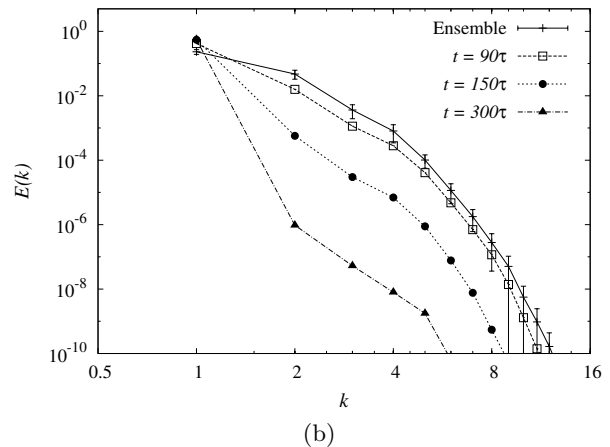 Ensemble
t = 90τ
t = 150τ
t = 300τ
10^0
10^-2
10^-4
10^-6
10^-8
10^-10
E(k)
0.5 1 2 4 8 16
k
(b)